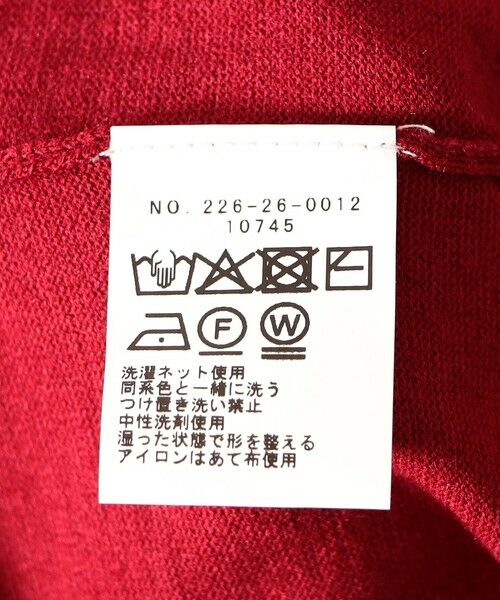 NO. 226-26-0012
10745
F W
洗濯ネット使用
同系色と一緒に洗う
つけ置き洗い禁止
中性洗剤使用
湿った状態で形を整える
アイロンはあて布使用